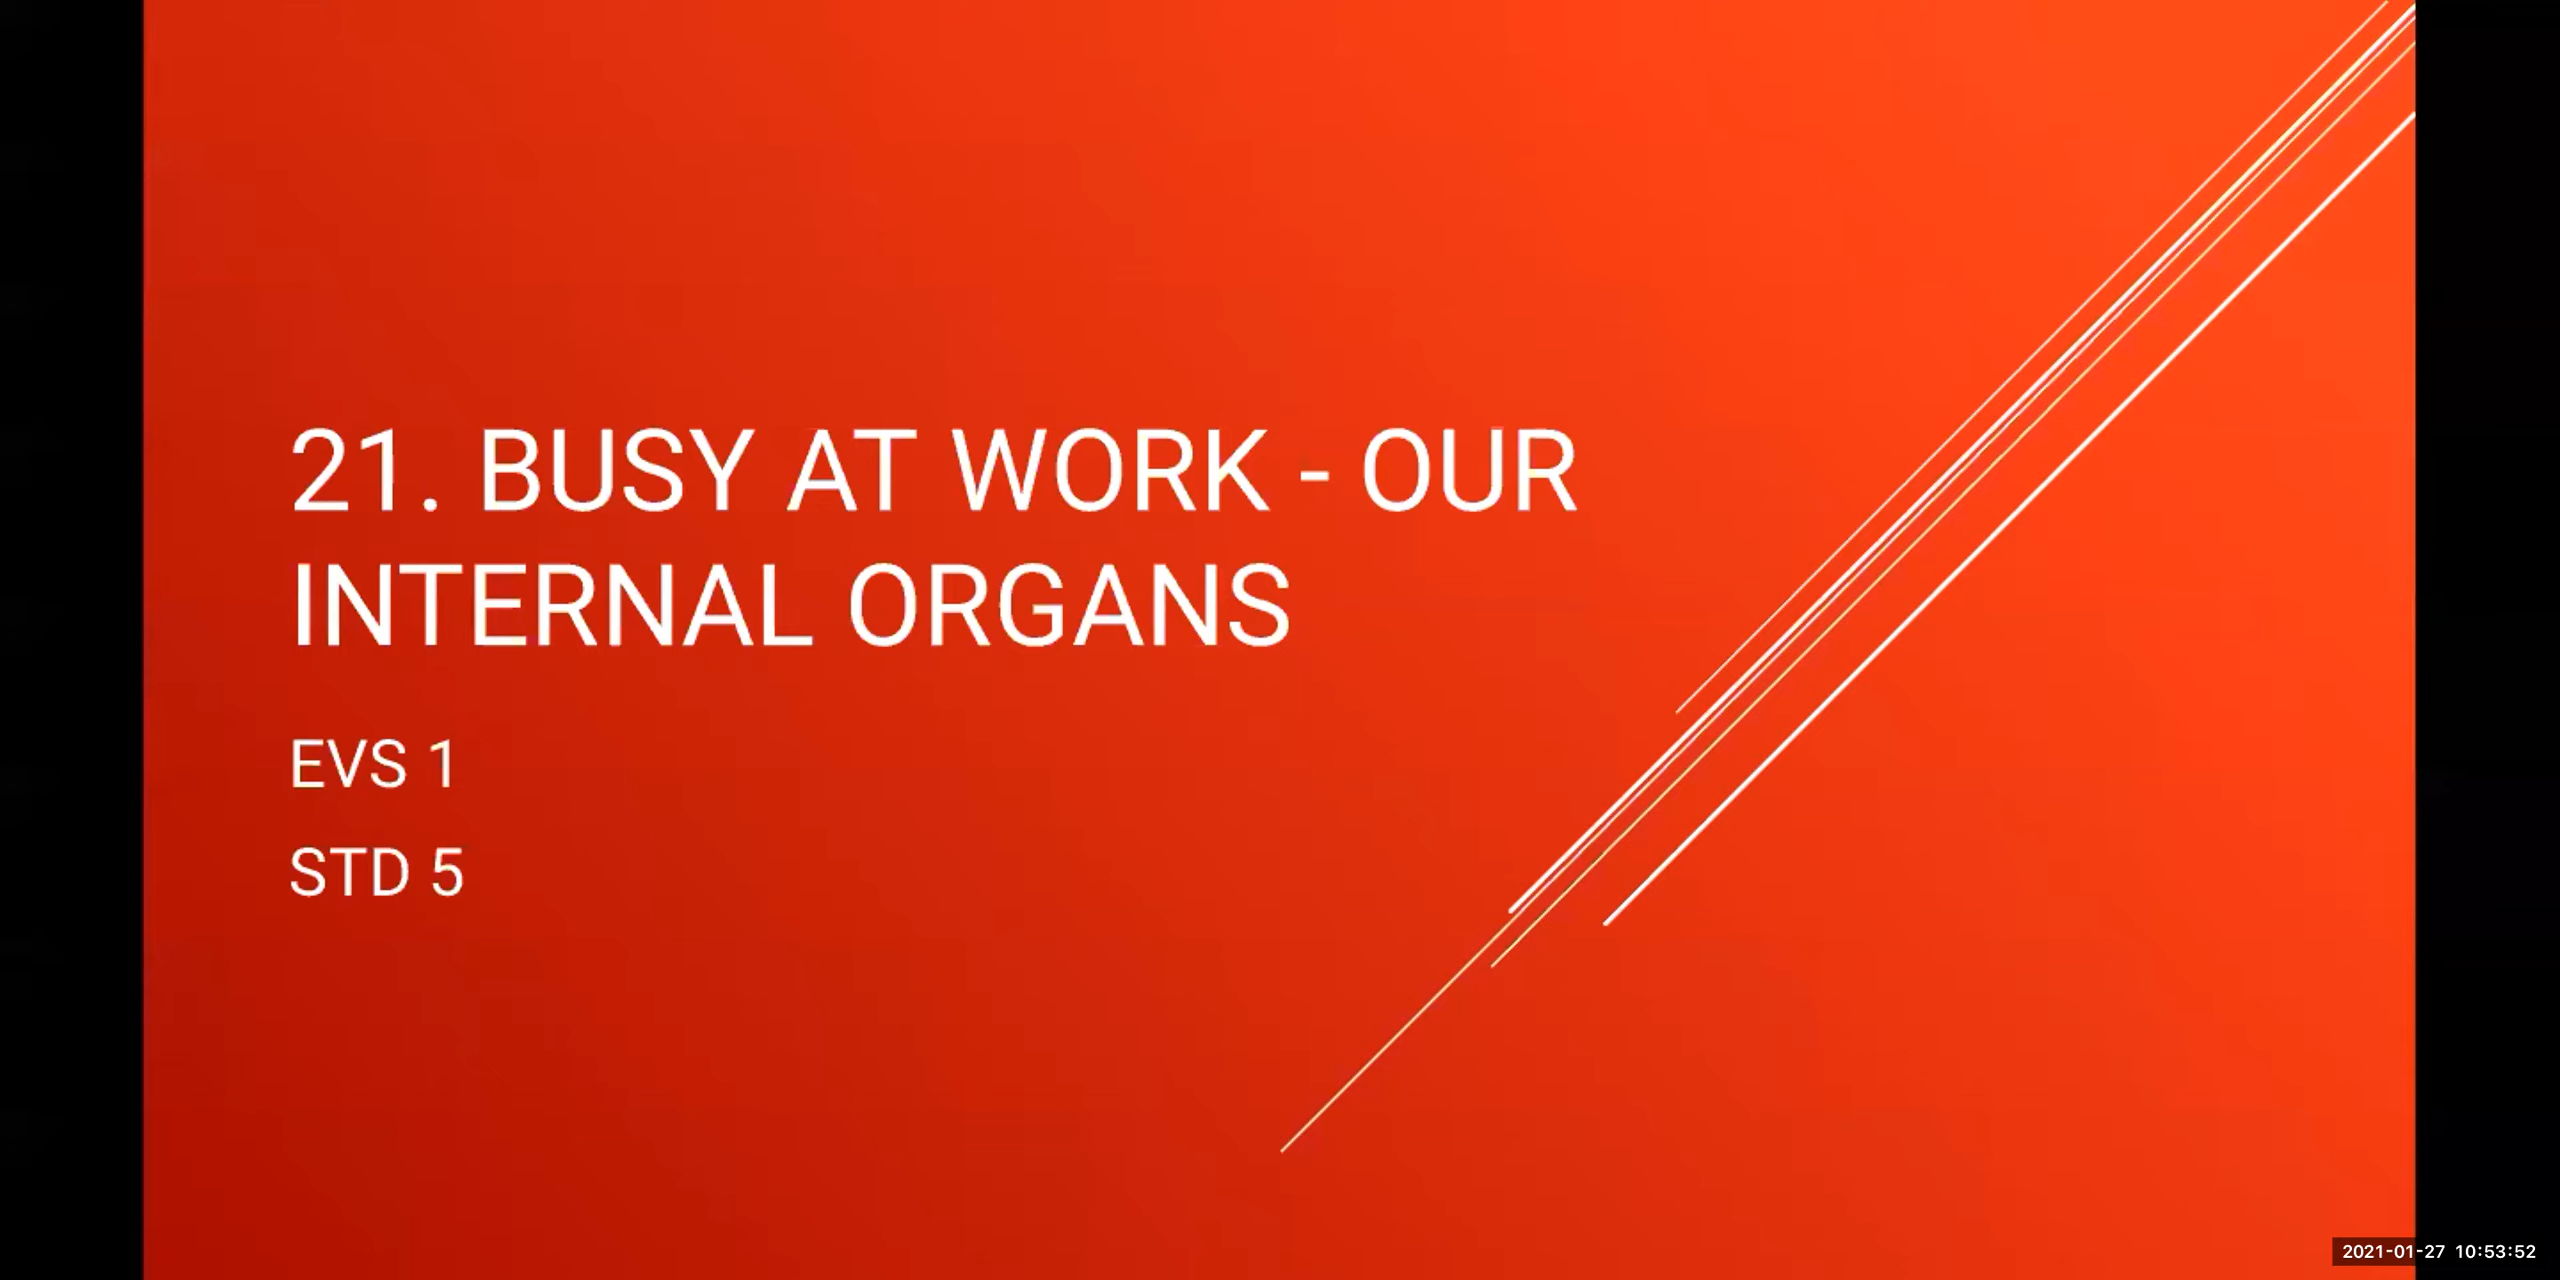 21. BUSY AT WORK - OUR
INTERNAL ORGANS
EVS 1
STD 5
2021-01-27 10:53:52